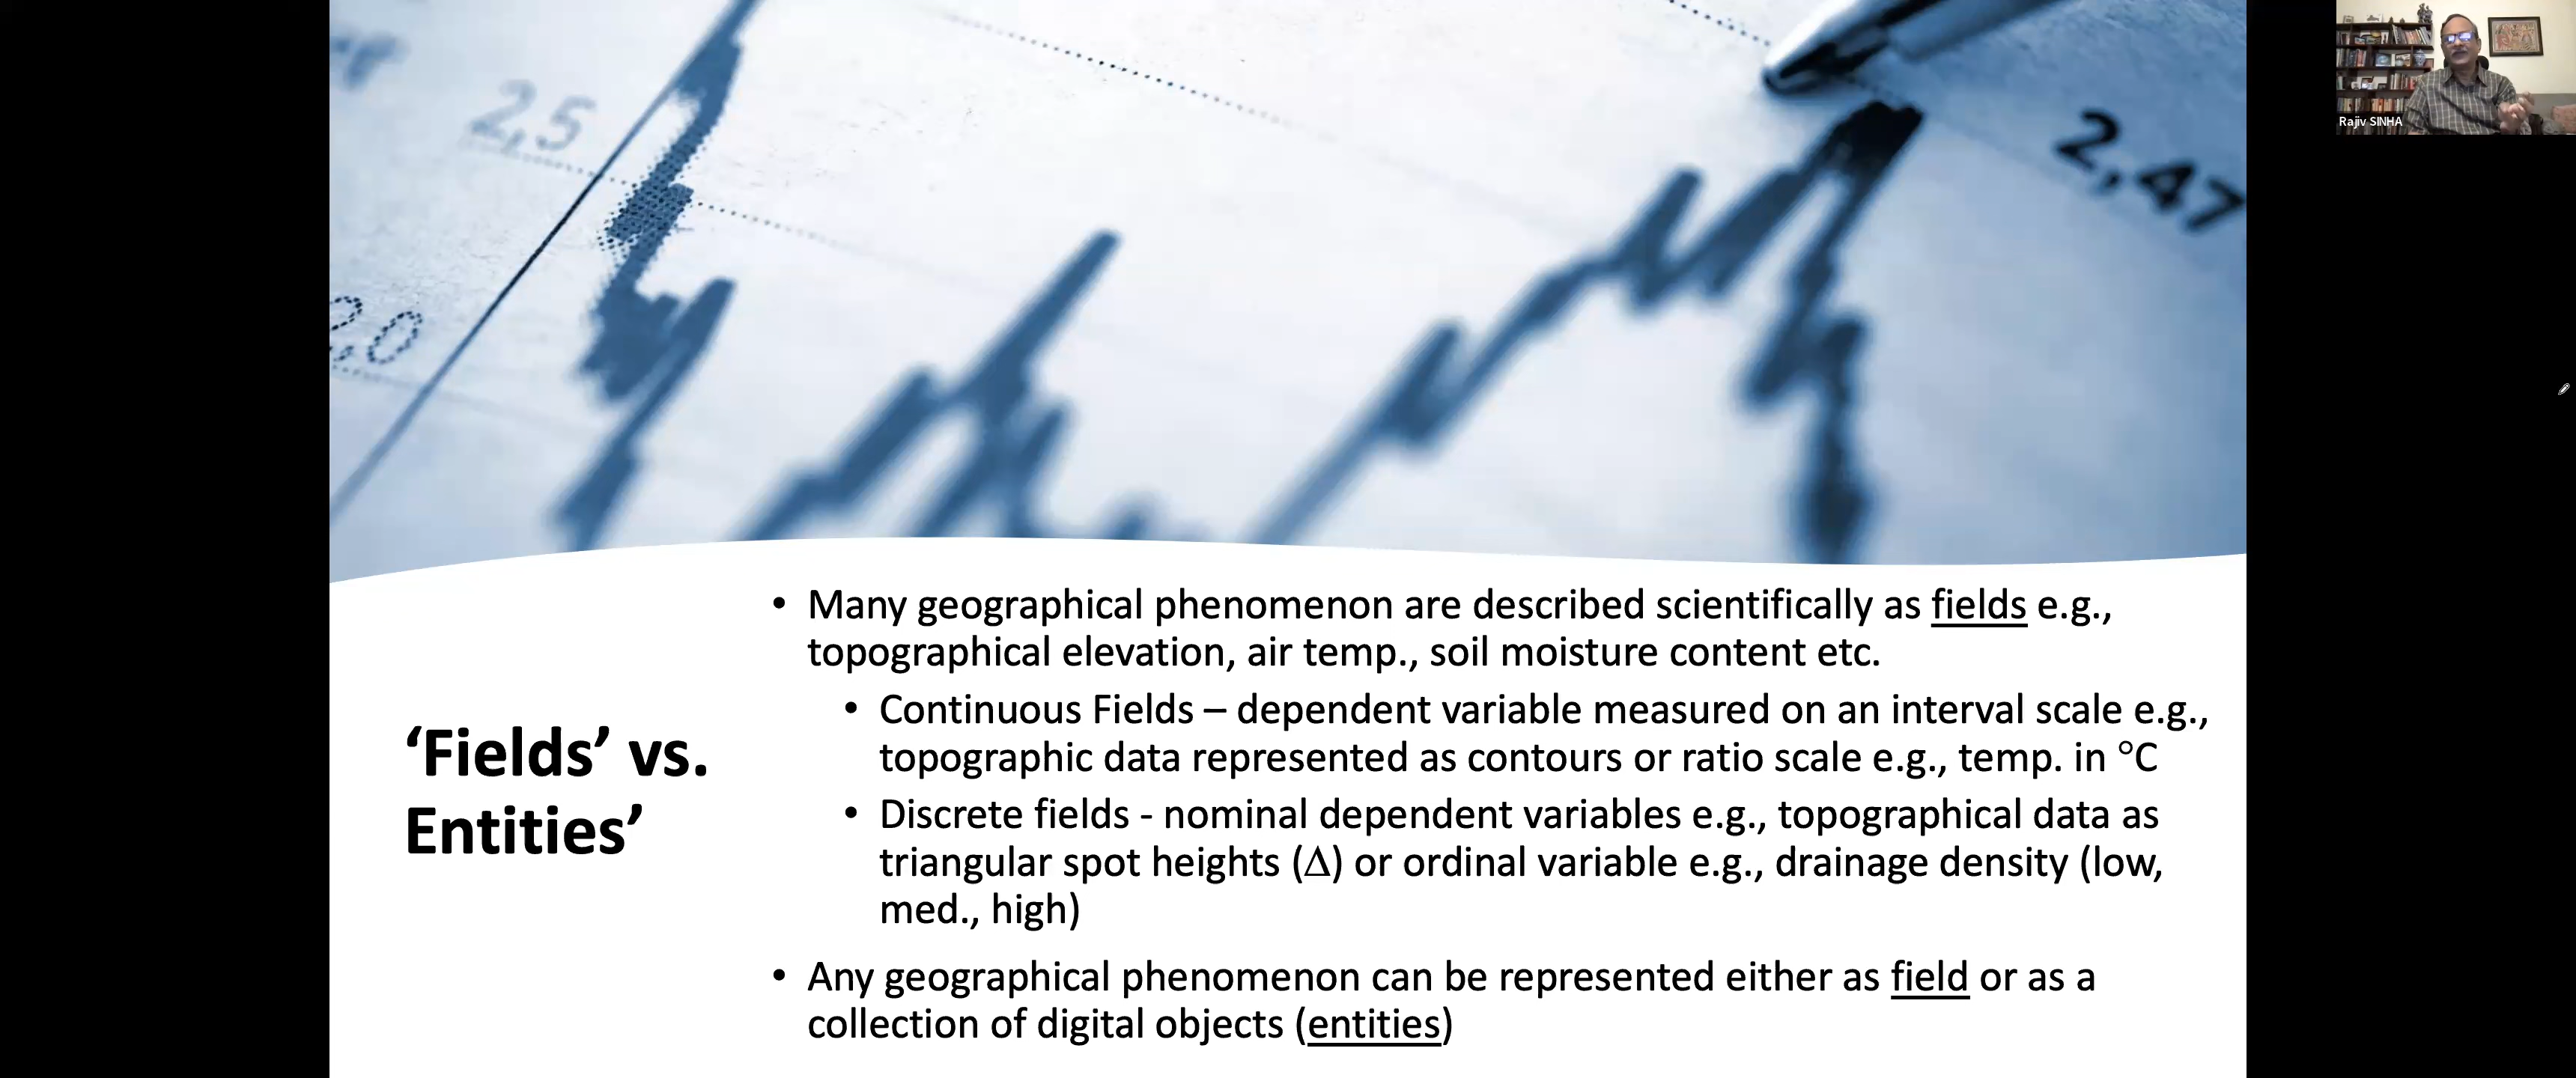 2,5
2,0
2,47
Rajiv SINHA
‘Fields’ vs.
Entities’
• Many geographical phenomenon are described scientifically as fields e.g.,
topographical elevation, air temp., soil moisture content etc.
• Continuous Fields – dependent variable measured on an interval scale e.g.,
topographic data represented as contours or ratio scale e.g., temp. in °C
• Discrete fields - nominal dependent variables e.g., topographical data as
triangular spot heights (Δ) or ordinal variable e.g., drainage density (low,
med., high)
• Any geographical phenomenon can be represented either as field or as a
collection of digital objects (entities)